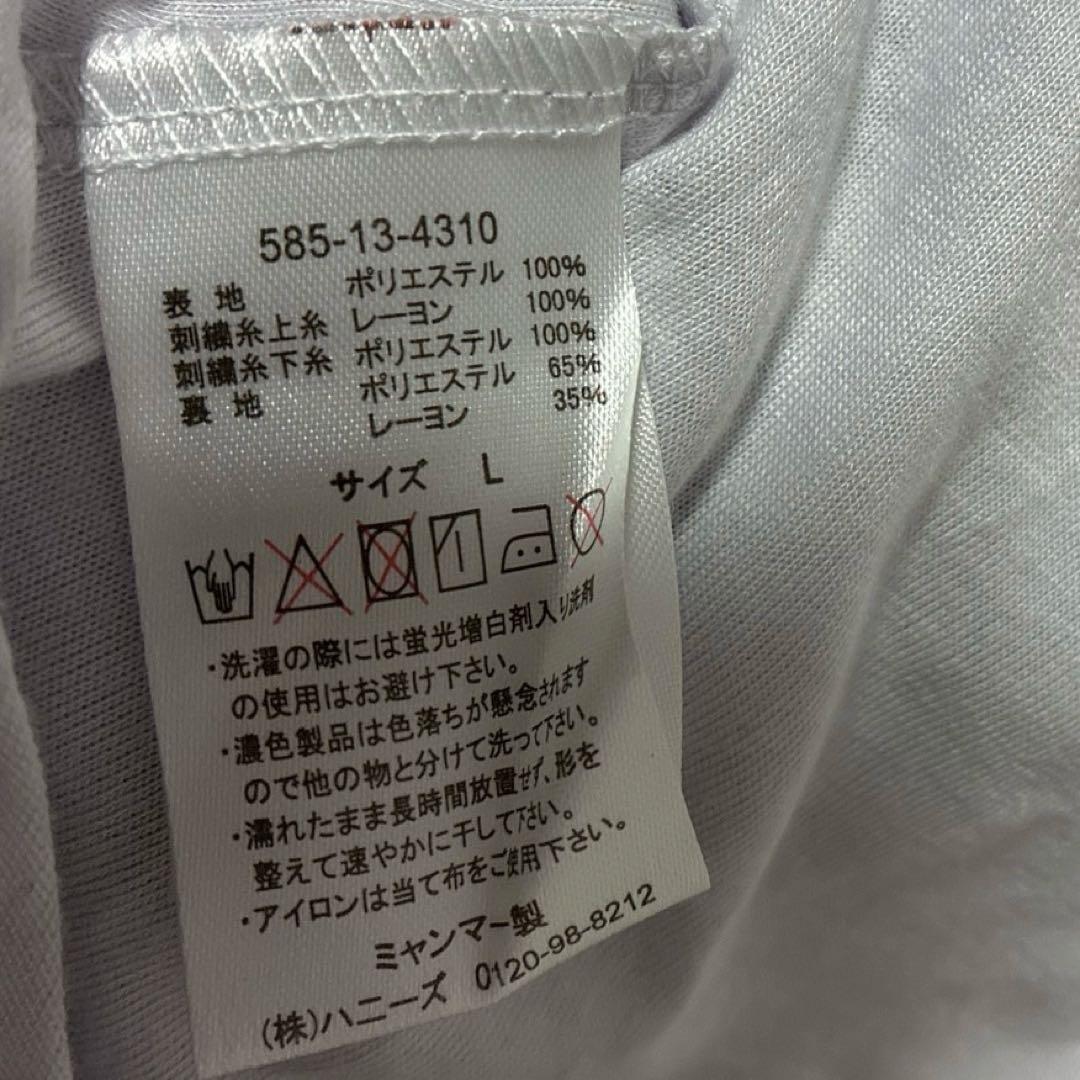 585-13-4310
表地 ポリエステル 100%
刺繍糸上糸 レーヨン 100%
刺繍糸下糸 ポリエステル 100%
裏地 ポリエステル 65%
レーヨン 35%
サイズ L
・洗濯の際には蛍光増白剤入り洗剤
の使用はお避け下さい。
・濃色製品は色落ちが懸念されます
ので他の物と分けて洗って下さい。
・濡れたまま長時間放置せず、形を
整えて速やかに干して下さい。
・アイロンは当て布をご使用下さい。
ミャンマー製
(株)ハニーズ 0120-98-8212